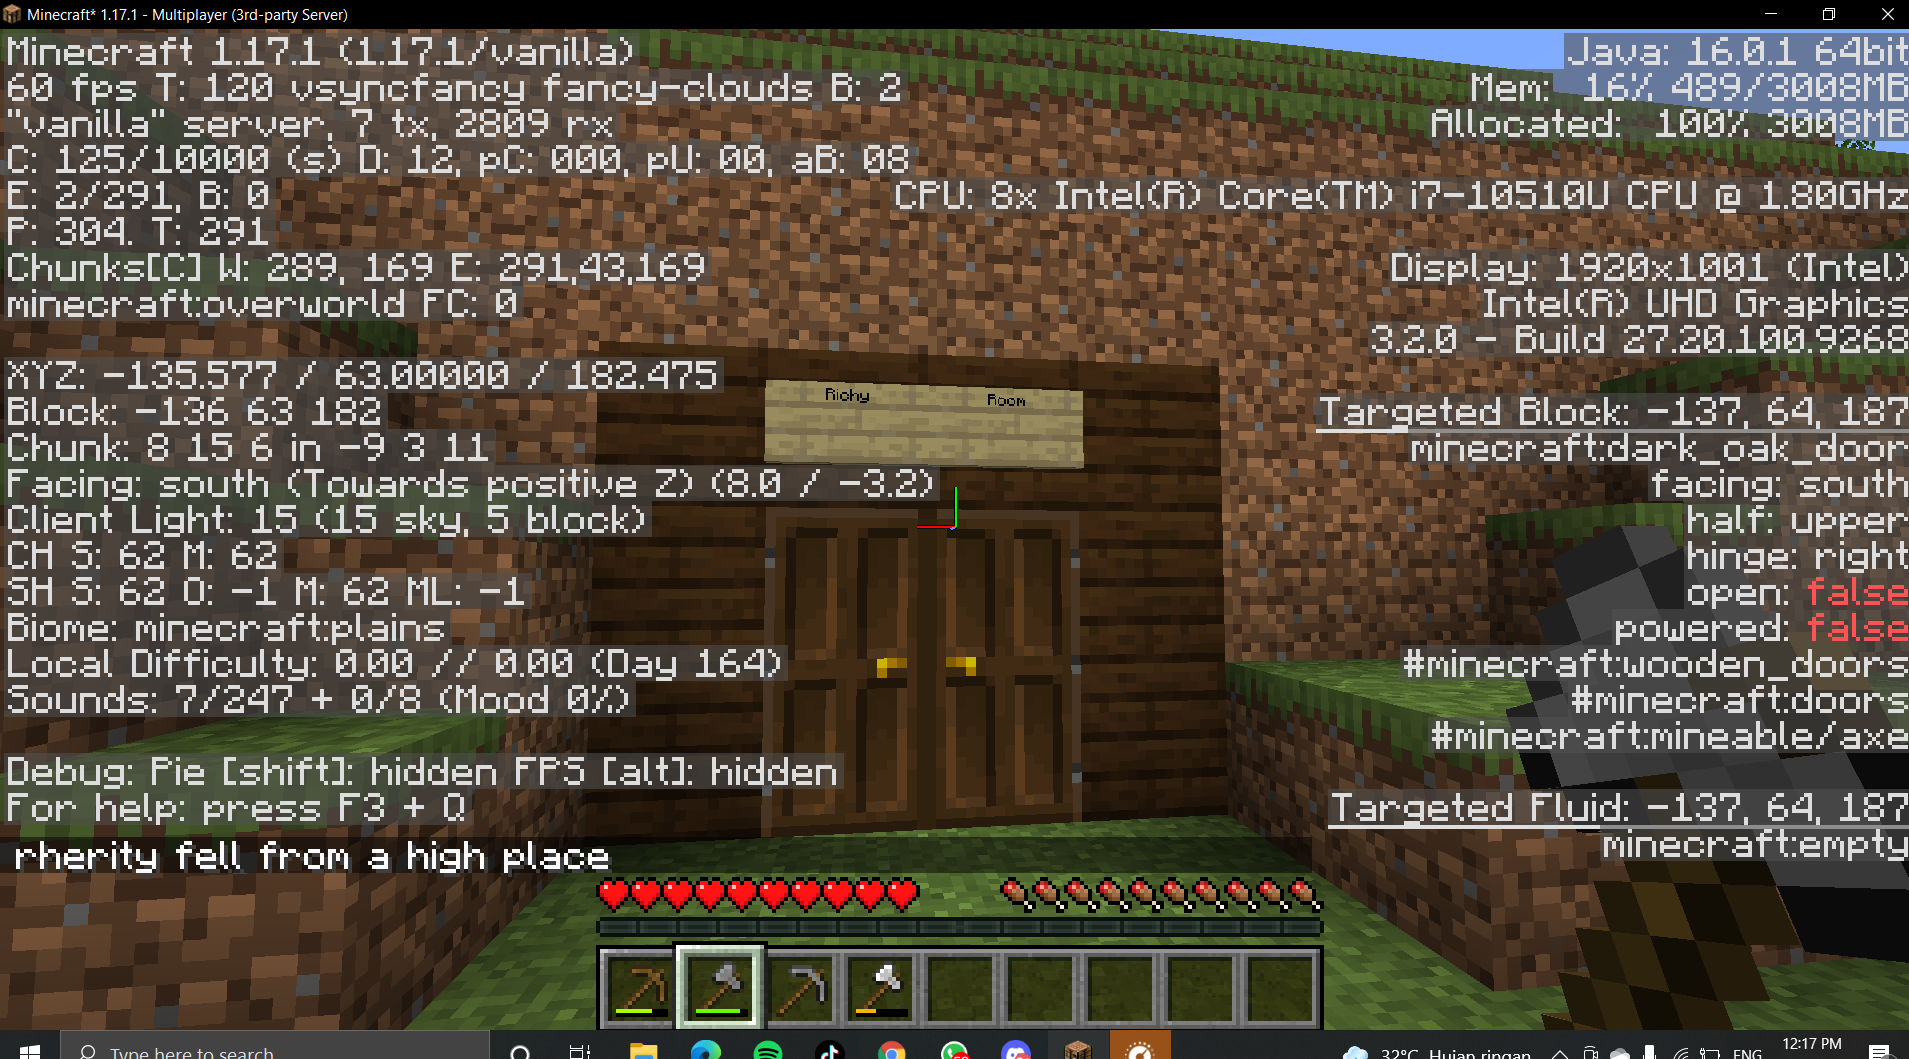 Minecraft* 1.17.1 - Multiplayer (3rd-party Server)
Minecraft 1.17.1 (1.17.1/vanilla)
60 fps T: 120 vsyncfancy fancy-clouds B: 2
"vanilla" server, 7 tx, 2809 rx
C: 125/10000 (s) D: 12, pC: 000, pU: 00, aB: 08
E: 2/291, B: 0
P: 304. T: 291
Chunks[C] W: 289, 169 E: 291,43,169
minecraft:overworld FC: 0
XYZ: -135.577 / 63.00000 / 182.475
Block: -136 63 182
Chunk: 8 15 6 in -9 3 11
Facing: south (Towards positive Z) (8.0 / -3.2)
Client Light: 15 (15 sky, 5 block)
CH S: 62 M: 62
SH S: 62 O: -1 M: 62 ML: -1
Biome: minecraft:plains
Local Difficulty: 0.00 // 0.00 (Day 164)
Sounds: 7/247 + 0/8 (Mood 0%)
Debug: Pie [shift]: hidden FPS [alt]: hidden
For help: press F3 + Q
rherity fell from a high place
Java: 16.0.1 64bit
Mem: 16% 489/3008MB
Allocated: 100% 3008MB
CPU: 8x Intel(R) Core(TM) i7-10510U CPU @ 1.80GHz
Display: 1920x1001 (Intel)
Intel(R) UHD Graphics
3.2.0 - Build 27.20.100.9268
Targeted Block: -137, 64, 187
minecraft:dark_oak_door
facing: south
half: upper
hinge: right
open: false
powered: false
#minecraft:wooden_doors
#minecraft:doors
#minecraft:mineable/axe
Targeted Fluid: -137, 64, 187
minecraft:empty
Richy Room
Type here to search
32°C Hujan ringan
ENG
12:17 PM